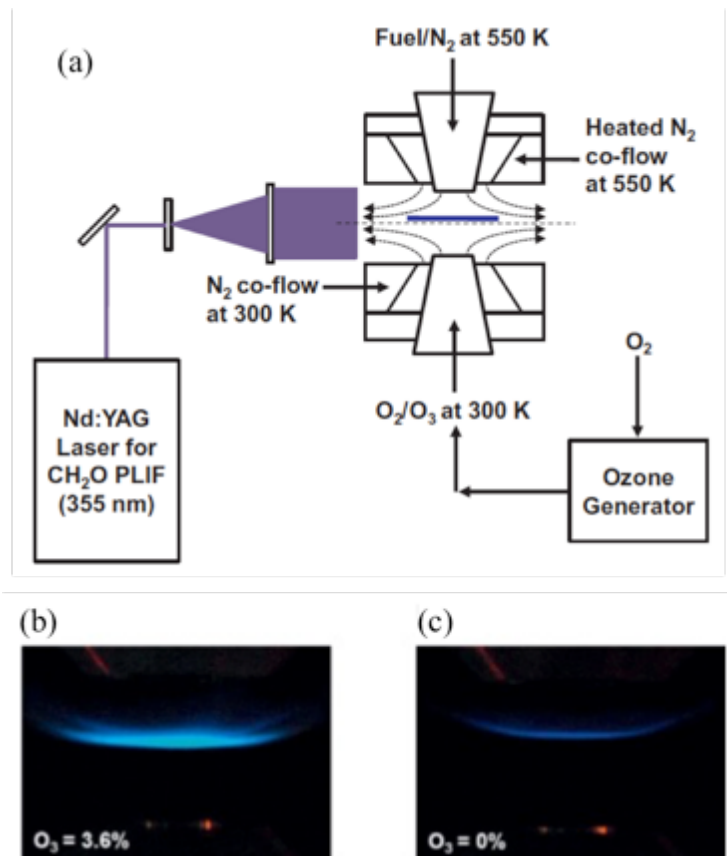 (a)
Fuel/N₂ at 550 K
Heated N₂
co-flow
at 550 K
N₂ co-flow
at 300 K
O₂
O₂/O₃ at 300 K
Nd:YAG
Laser for
CH₂O PLIF
(355 nm)
Ozone
Generator
(b)
(c)
O₃ = 3.6%
O₃ = 0%